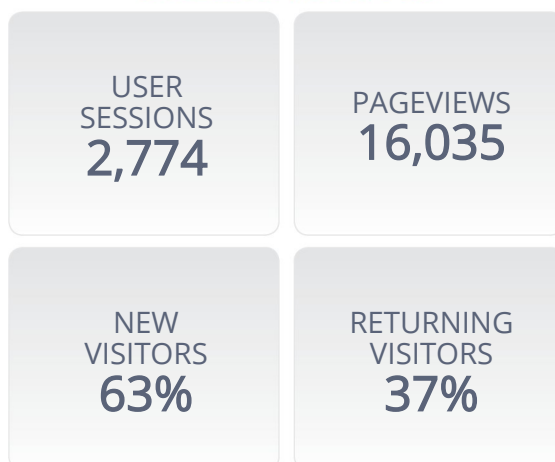 USER
SESSIONS
2,774
PAGEVIEWS
16,035
NEW
VISITORS
63%
RETURNING
VISITORS
37%